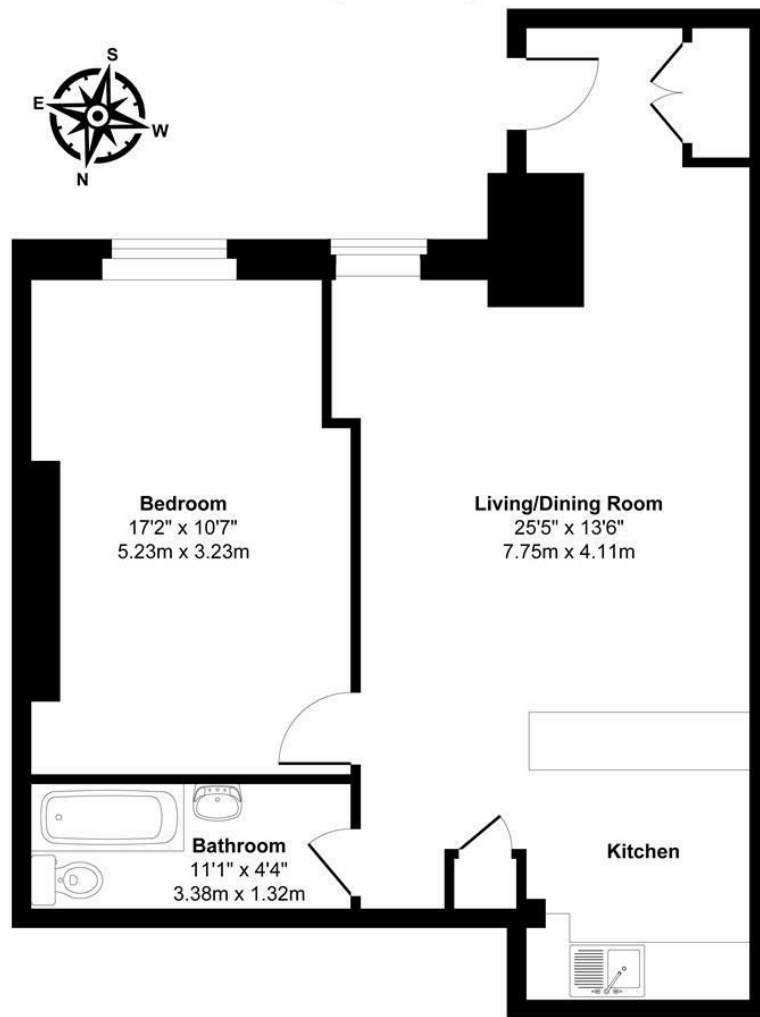 S
E
W
N
Bedroom
17'2" x 10'7"
5.23m x 3.23m
Living/Dining Room
25'5" x 13'6"
7.75m x 4.11m
Bathroom
11'1" x 4'4"
3.38m x 1.32m
Kitchen